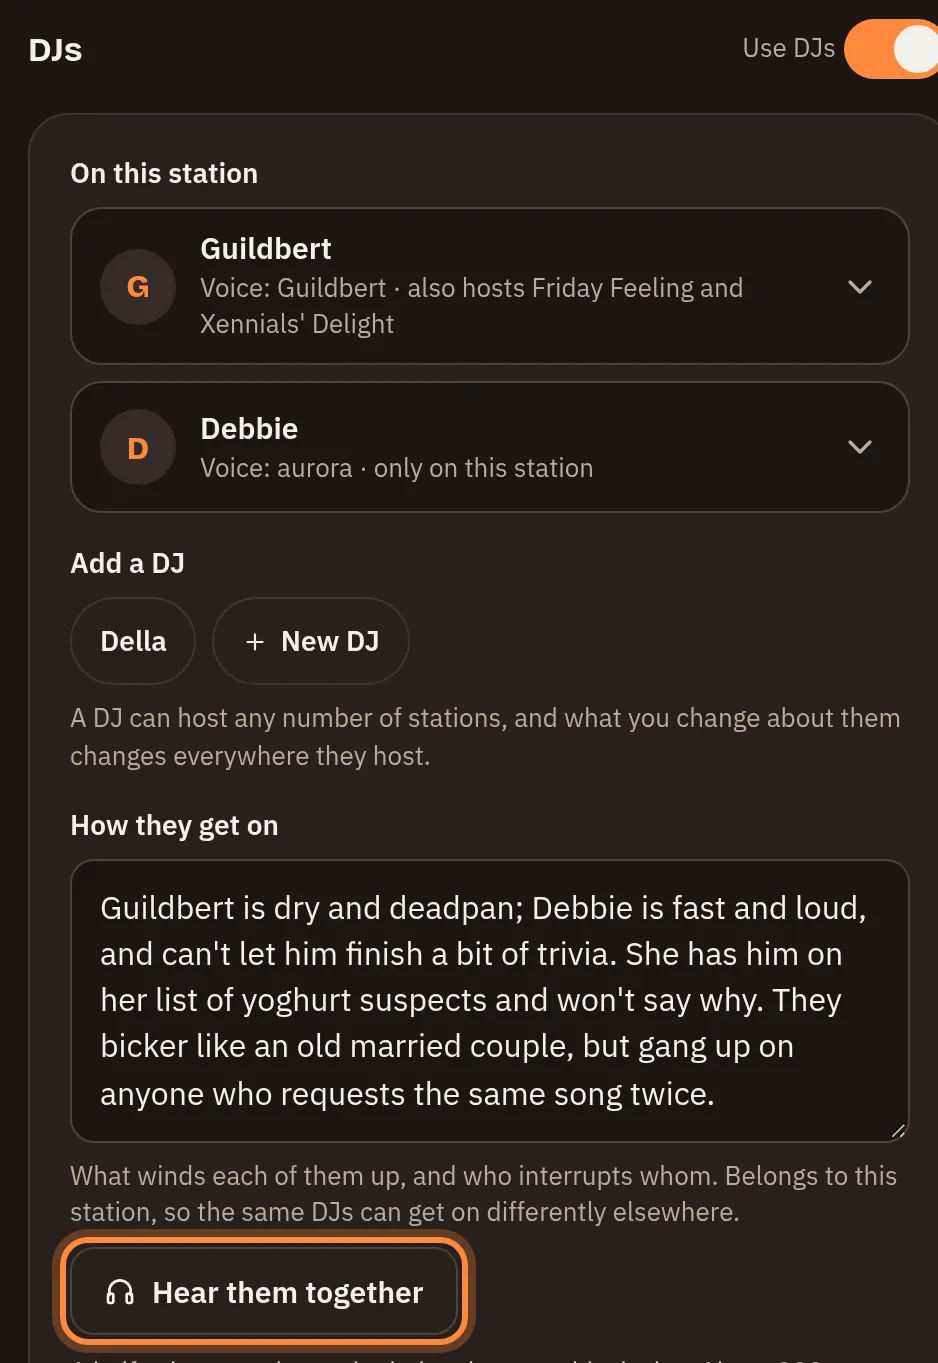 DJs
Use DJs
On this station
G
Guildbert
Voice: Guildbert · also hosts Friday Feeling and
Xennials' Delight
D
Debbie
Voice: aurora · only on this station
Add a DJ
Della
+ New DJ
A DJ can host any number of stations, and what you change about them
changes everywhere they host.
How they get on
Guildbert is dry and deadpan; Debbie is fast and loud,
and can't let him finish a bit of trivia. She has him on
her list of yoghurt suspects and won't say why. They
bicker like an old married couple, but gang up on
anyone who requests the same song twice.
What winds each of them up, and who interrupts whom. Belongs to this
station, so the same DJs can get on differently elsewhere.
Hear them together